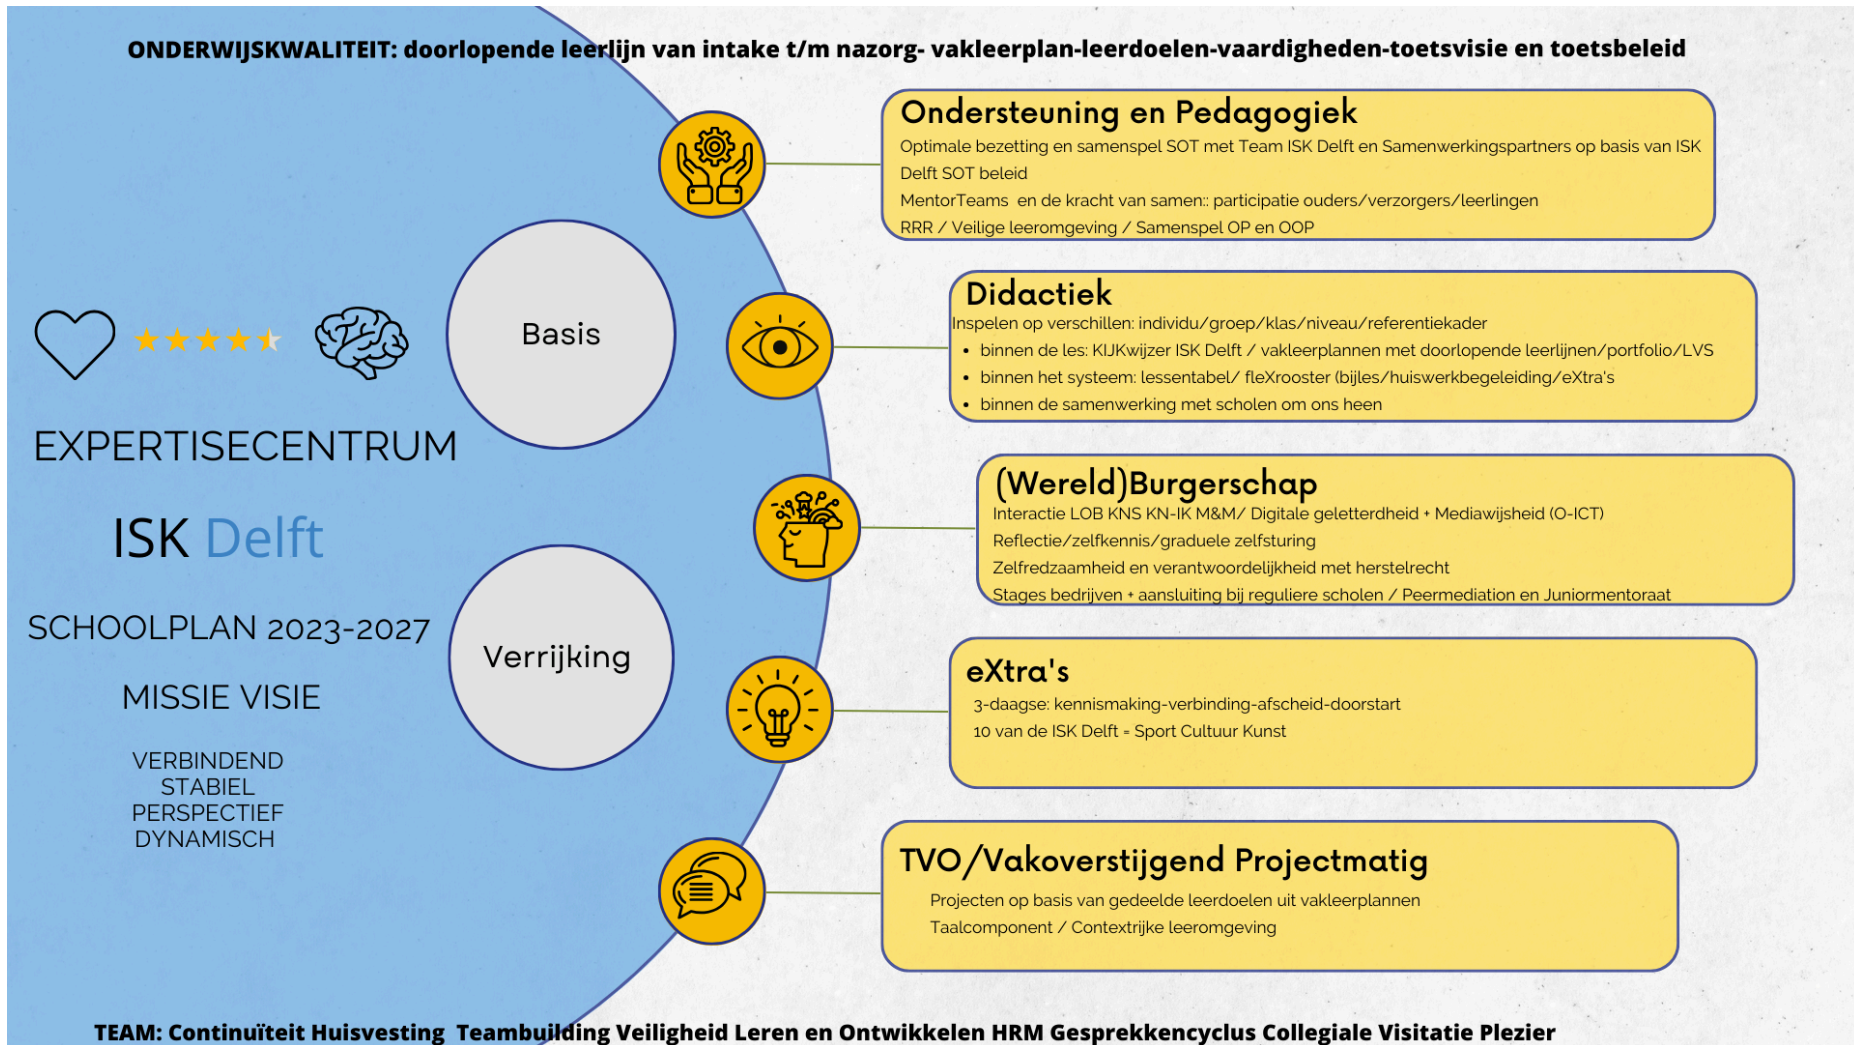 ONDERWIJSKWALITEIT: doorlopende leerlijn van intake t/m nazorg- vakleerplan-leerdoelen-vaardigheden-toetsvisie en toetsbeleid
EXPERTISECENTRUM
ISK Delft
SCHOOLPLAN 2023-2027
MISSIE VISIE
VERBINDEND
STABIEL
PERSPECTIEF
DYNAMISCH
Basis
Verrijking
Ondersteuning en Pedagogiek
Optimale bezetting en samenspel SOT met Team ISK Delft en Samenwerkingspartners op basis van ISK
Delft SOT beleid
MentorTeams en de kracht van samen:: participatie ouders/verzorgers/leerlingen
RRR / Veilige leeromgeving / Samenspel OP en OOP
Didactiek
Inspelen op verschillen: individu/groep/klas/niveau/referentiekader
• binnen de les: KIJKwijzer ISK Delft / vakleerplannen met doorlopende leerlijnen/portfolio/LVS
• binnen het systeem: lessentabel/ fleXrooster (bijles/huiswerkbegeleiding/eXtra's
• binnen de samenwerking met scholen om ons heen
(Wereld)Burgerschap
Interactie LOB KNS KN-IK M&M/ Digitale geletterdheid + Mediawijsheid (O-ICT)
Reflectie/zelfkennis/graduele zelfsturing
Zelfredzaamheid en verantwoordelijkheid met herstelrecht
Stages bedrijven + aansluiting bij reguliere scholen / Peermediation en Juniormentoraat
eXtra's
3-daagse: kennismaking-verbinding-afscheid-doorstart
10 van de ISK Delft = Sport Cultuur Kunst
TVO/Vakoverstijgend Projectmatig
Projecten op basis van gedeelde leerdoelen uit vakleerplannen
Taalcomponent / Contextrijke leeromgeving
TEAM: Continuïteit Huisvesting Teambuilding Veiligheid Leren en Ontwikkelen HRM Gesprekkencyclus Collegiale Visitatie Plezier